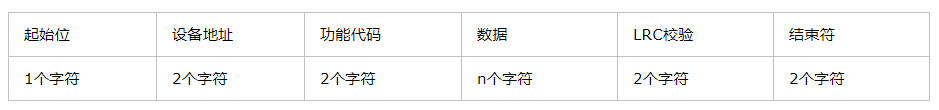 起始位 设备地址 功能代码 数据 LRC校验 结束符
1个字符 2个字符 2个字符 n个字符 2个字符 2个字符